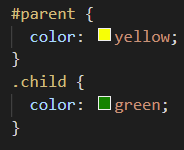 #parent {
  color: yellow;
}
.child {
  color: green;
}